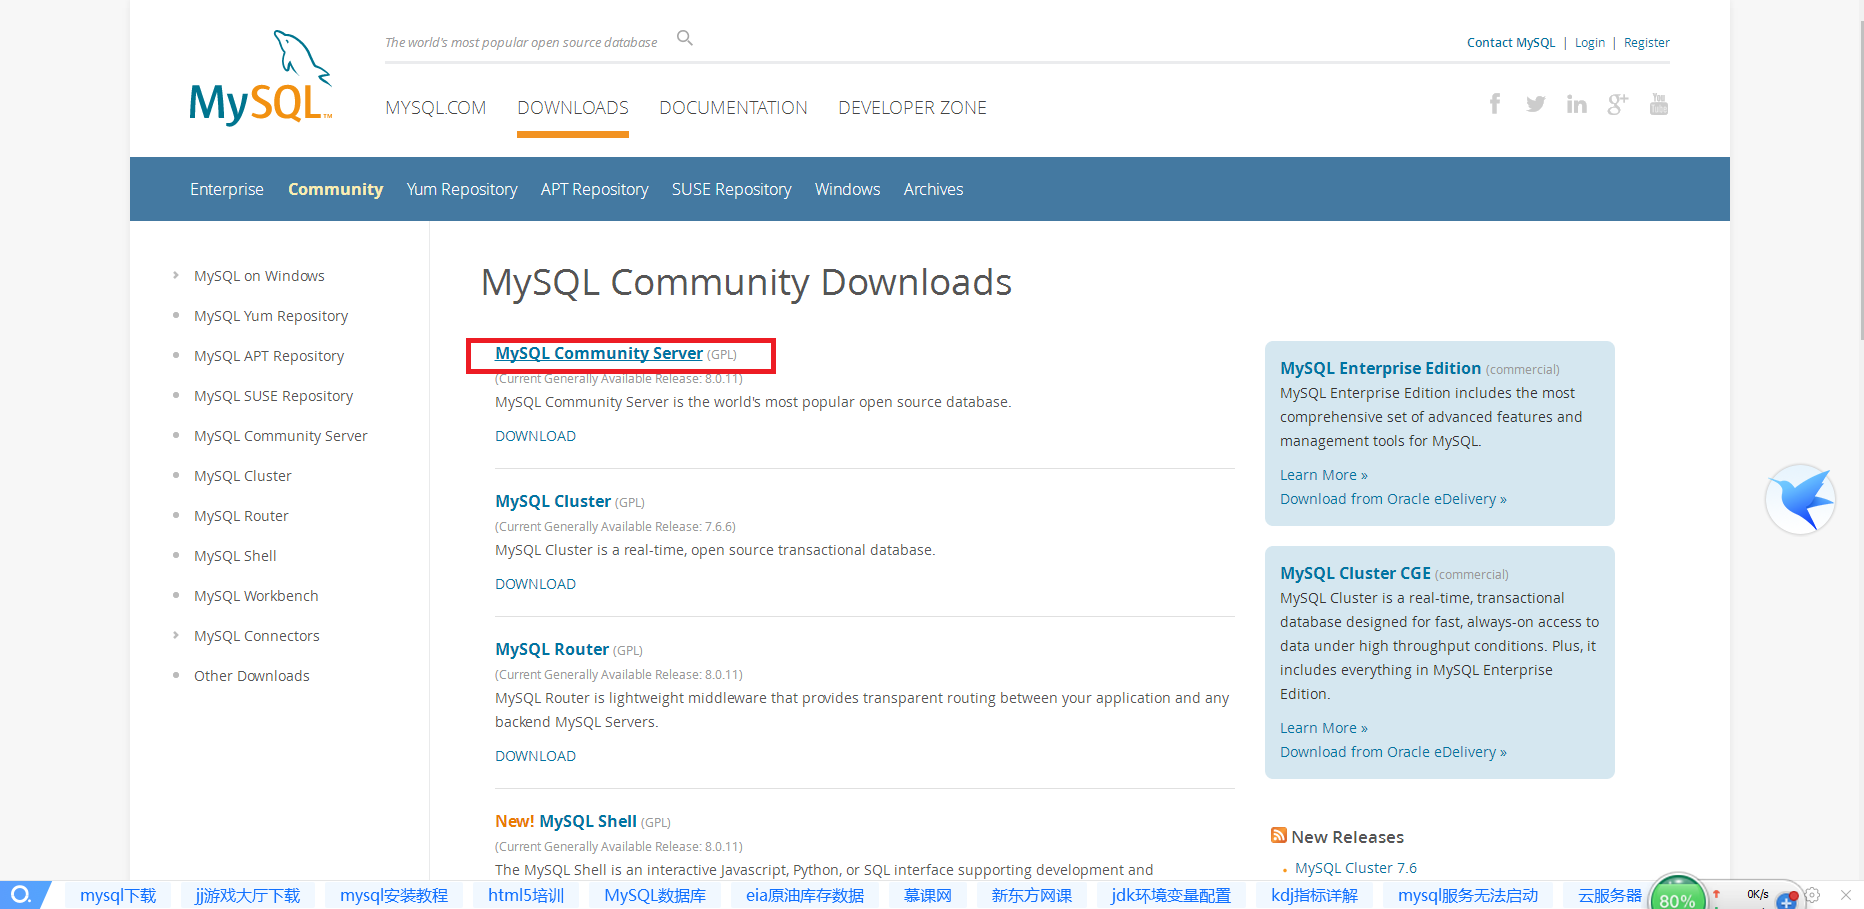 The world's most popular open source database
Contact MySQL | Login | Register
MySQL™
MYSQL.COM DOWNLOADS DOCUMENTATION DEVELOPER ZONE
Enterprise Community Yum Repository APT Repository SUSE Repository Windows Archives
MySQL on Windows
MySQL Yum Repository
MySQL APT Repository
MySQL SUSE Repository
MySQL Community Server
MySQL Cluster
MySQL Router
MySQL Shell
MySQL Workbench
MySQL Connectors
Other Downloads
MySQL Community Downloads
MySQL Community Server (GPL)
(Current Generally Available Release: 8.0.11)
MySQL Community Server is the world's most popular open source database.
DOWNLOAD
MySQL Cluster (GPL)
(Current Generally Available Release: 7.6.6)
MySQL Cluster is a real-time, open source transactional database.
DOWNLOAD
MySQL Router (GPL)
(Current Generally Available Release: 8.0.11)
MySQL Router is lightweight middleware that provides transparent routing between your application and any
backend MySQL Servers.
DOWNLOAD
New! MySQL Shell (GPL)
(Current Generally Available Release: 8.0.11)
The MySQL Shell is an interactive Javascript, Python, or SQL interface supporting development and
MySQL Enterprise Edition (commercial)
MySQL Enterprise Edition includes the most
comprehensive set of advanced features and
management tools for MySQL.
Learn More »
Download from Oracle eDelivery »
MySQL Cluster CGE (commercial)
MySQL Cluster is a real-time, transactional
database designed for fast, always-on access to
data under high throughput conditions. Plus, it
includes everything in MySQL Enterprise
Edition.
Learn More »
Download from Oracle eDelivery »
New Releases
MySQL Cluster 7.6
mysql下载 jj游戏大厅下载 mysql安装教程 html5培训 MySQL数据库 eia原油库存数据 慕课网 新东方网课 jdk环境变量配置 kdj指标详解 mysql服务无法启动 云服务器
80% 0K/s